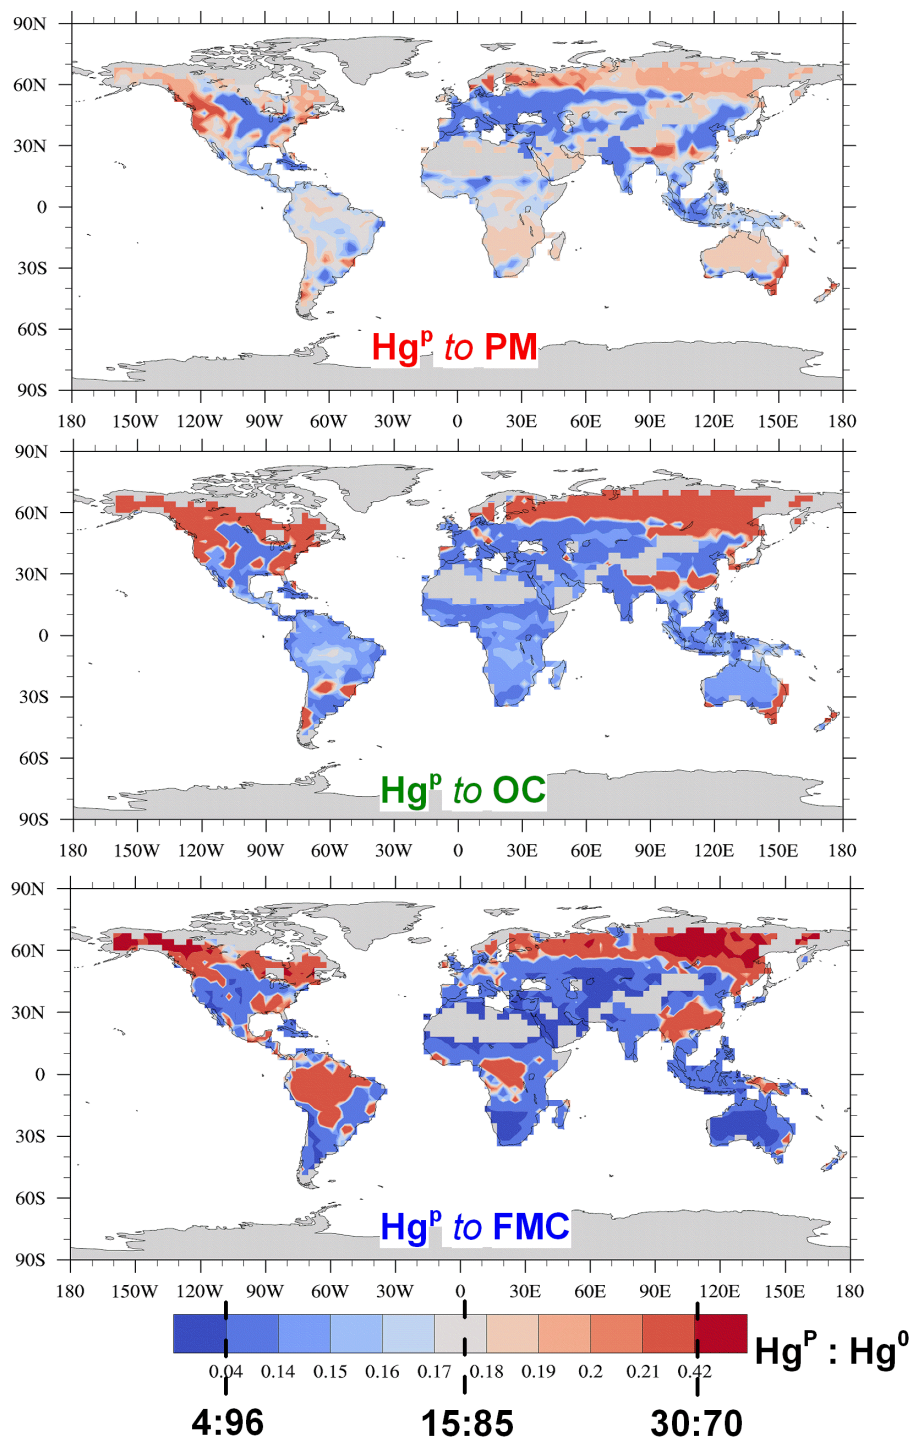 90N
60N
30N
0
30S
60S
90S
Hgᵖ to PM
180 150W 120W 90W 60W 30W 0 30E 60E 90E 120E 150E 180
90N
60N
30N
0
30S
60S
90S
Hgᵖ to OC
180 150W 120W 90W 60W 30W 0 30E 60E 90E 120E 150E 180
90N
60N
30N
0
30S
60S
90S
Hgᵖ to FMC
180 150W 120W 90W 60W 30W 0 30E 60E 90E 120E 150E 180
Hgᴾ : Hg⁰
0.04 0.14 0.15 0.16 0.17 0.18 0.19 0.2 0.21 0.42
4:96 15:85 30:70